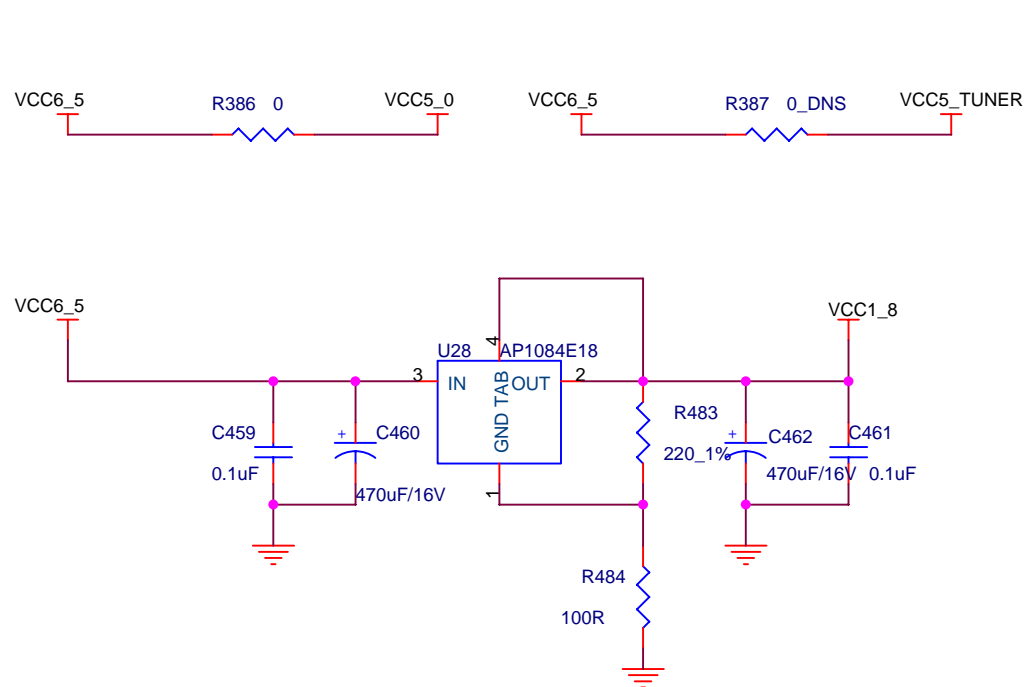 VCC6_5
R386 0
VCC5_0
VCC6_5
R387 0_DNS
VCC5_TUNER
VCC6_5
VCC1_8
4
U28
AP1084E18
3
IN
GND TAB
OUT
2
C459
0.1uF
C460
470uF/16V
R483
220_1%
C462
470uF/16V
C461
0.1uF
1
R484
100R